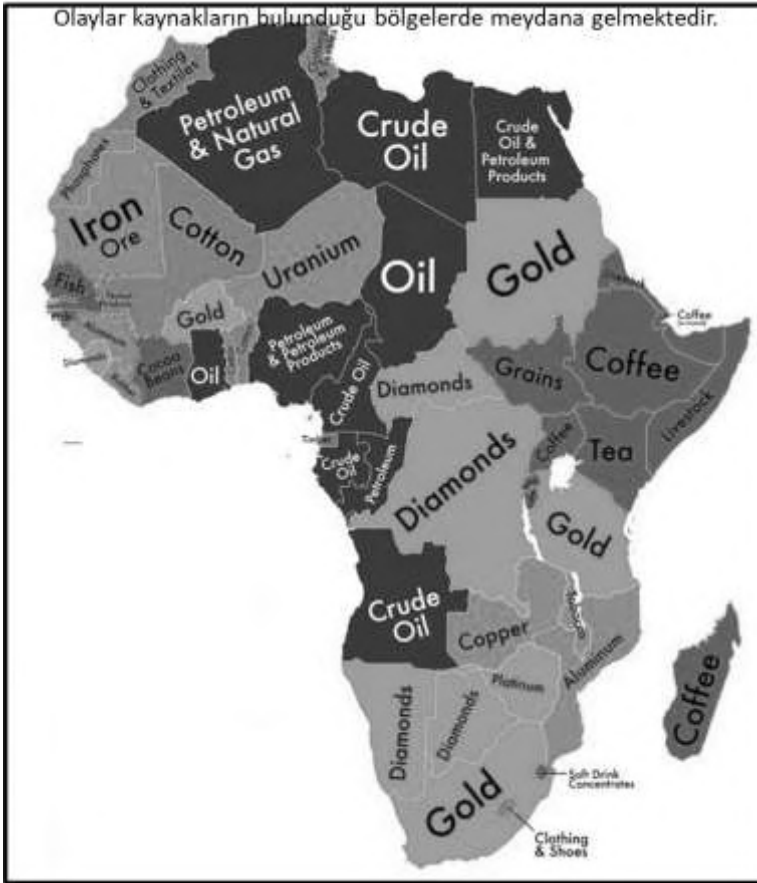 Olaylar kaynakların bulunduğu bölgelerde meydana gelmektedir.
Clothing
& Textiles
Petroleum
& Natural
Gas
Crude
Oil
Crude
Oil &
Petroleum
Products
Phosphates
Iron
Ore
Cotton
Uranium
Oil
Gold
Fish
Gold
Coffee
Cocoa
Beans
Oil
Petroleum
& Petroleum
Products
Crude Oil
Diamonds
Grains
Coffee
Livestock
Timber
Crude
Oil
Petroleum
Diamonds
Coffee
Tea
Gold
Crude
Oil
Copper
Aluminum
Platinum
Diamonds
Diamonds
Coffee
Gold
Soft Drink
Concentrates
Clothing
& Shoes